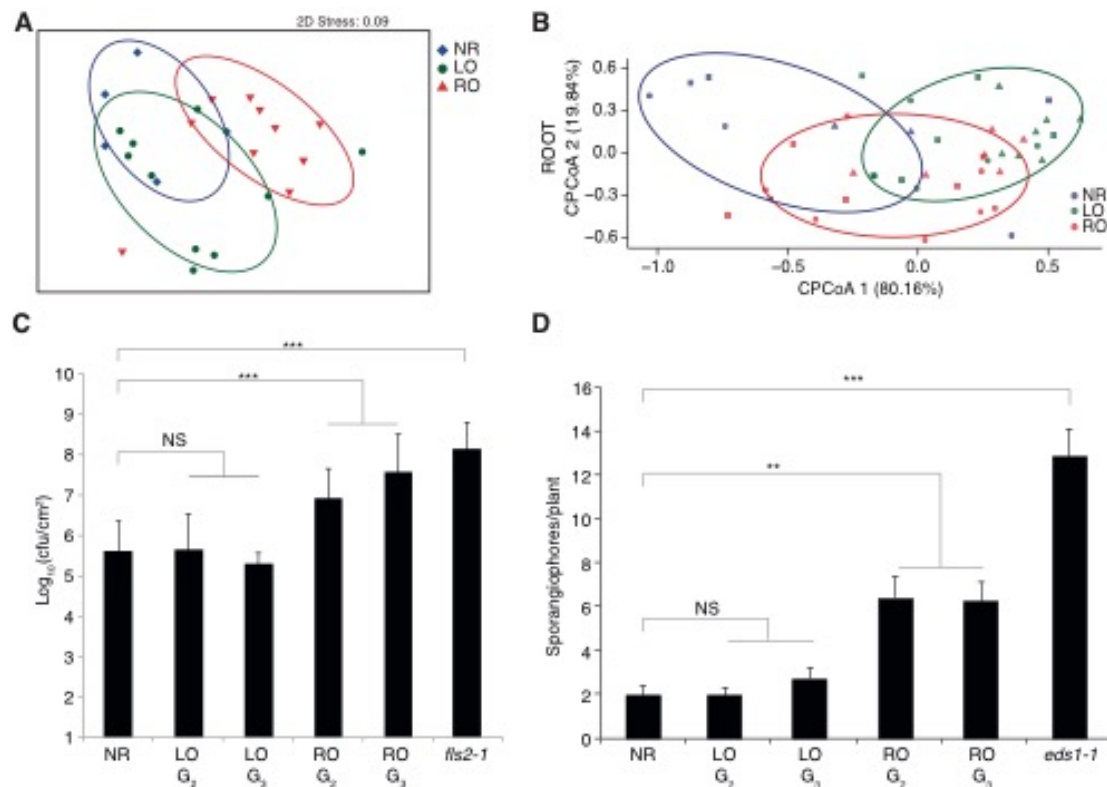 A
2D Stress: 0.09
NR
LO
RO
B
ROOT
CPCoA 2 (19.84%)
0.6
0.3
0.0
−0.3
−0.6
−1.0
−0.5
0.0
0.5
CPCoA 1 (80.16%)
NR
LO
RO
C
Log10(cfu/cm²)
10
9
8
7
6
5
4
3
2
1
***
***
NS
NR
LO G2
LO G3
RO G2
RO G3
fls2-1
D
Sporangiophores/plant
16
14
12
10
8
6
4
2
0
***
**
NS
NR
LO G2
LO G3
RO G2
RO G3
eds1-1